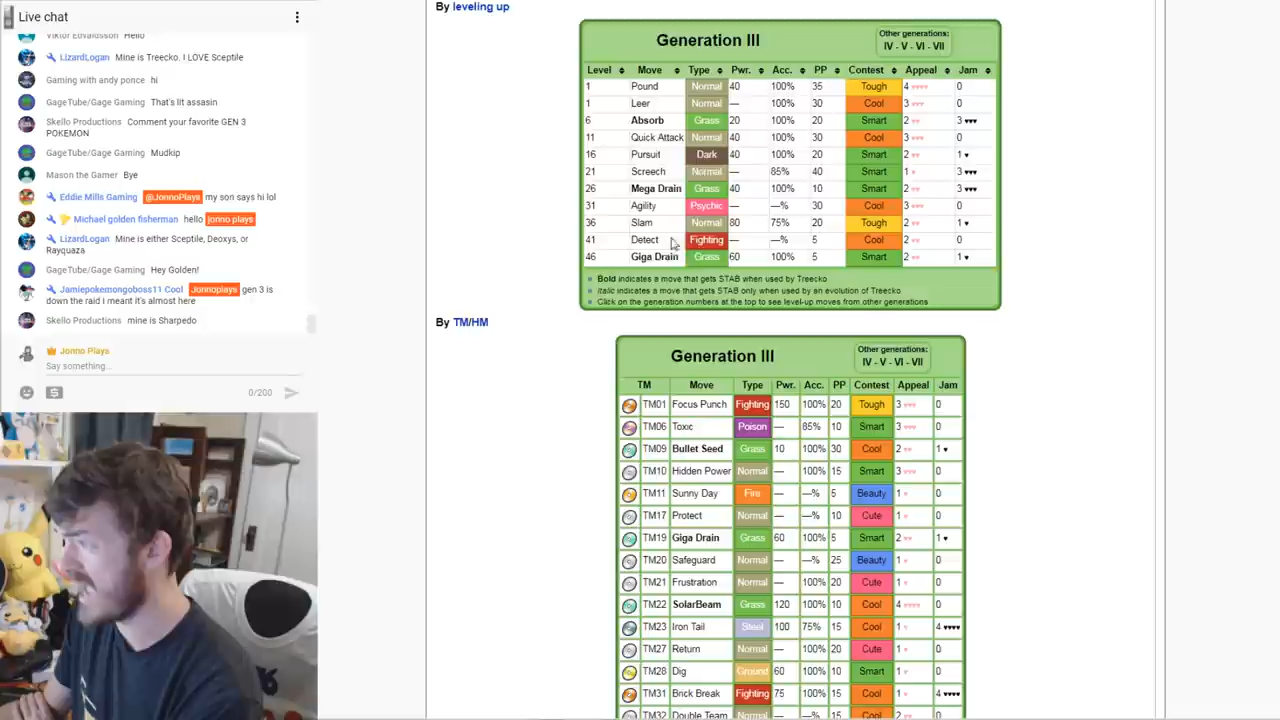 Live chat
Viktor Edvaldsson Hello
LizardLogan Mine is Treecko. I LOVE Sceptile
Gaming with andy ponce hi
GageTube/Gage Gaming That's lit assasin
Skello Productions Comment your favorite GEN 3
POKEMON
GageTube/Gage Gaming Mudkip
Mason the Gamer Bye
Eddie Mills Gaming @JonnoPlays my son says hi lol
Michael golden fisherman hello jonno plays
LizardLogan Mine is either Sceptile, Deoxys, or
Rayquaza
GageTube/Gage Gaming Hey Golden!
Jamiepokemongoboss11 Cool Jonnoplays gen 3 is
down the raid i meant it's almost here
Skello Productions mine is Sharpedo
Jonno Plays
Say something...
0/200
By leveling up
Generation III
Other generations:
IV - V - VI - VII
Level Move Type Pwr. Acc. PP Contest Appeal Jam
1 Pound Normal 40 100% 35 Tough 4 0
1 Leer Normal — 100% 30 Cool 3 0
6 Absorb Grass 20 100% 20 Smart 2 3
11 Quick Attack Normal 40 100% 30 Cool 3 0
16 Pursuit Dark 40 100% 20 Smart 2 1
21 Screech Normal — 85% 40 Smart 1 3
26 Mega Drain Grass 40 100% 10 Smart 2 3
31 Agility Psychic — —% 30 Cool 3 0
36 Slam Normal 80 75% 20 Tough 2 1
41 Detect Fighting — —% 5 Cool 2 0
46 Giga Drain Grass 60 100% 5 Smart 2 1
Bold indicates a move that gets STAB when used by Treecko
Italic indicates a move that gets STAB only when used by an evolution of Treecko
Click on the generation numbers at the top to see level-up moves from other generations
By TM/HM
Generation III
Other generations:
IV - V - VI - VII
TM Move Type Pwr. Acc. PP Contest Appeal Jam
TM01 Focus Punch Fighting 150 100% 20 Tough 3 0
TM06 Toxic Poison — 85% 10 Smart 3 0
TM09 Bullet Seed Grass 10 100% 30 Cool 2 1
TM10 Hidden Power Normal — 100% 15 Smart 3 0
TM11 Sunny Day Fire — —% 5 Beauty 1 0
TM17 Protect Normal — —% 10 Cute 1 0
TM19 Giga Drain Grass 60 100% 5 Smart 2 1
TM20 Safeguard Normal — —% 25 Beauty 1 0
TM21 Frustration Normal — 100% 20 Cute 1 0
TM22 SolarBeam Grass 120 100% 10 Cool 4 0
TM23 Iron Tail Steel 100 75% 15 Cool 1 4
TM27 Return Normal — 100% 20 Cute 1 0
TM28 Dig Ground 60 100% 10 Smart 1 0
TM31 Brick Break Fighting 75 100% 15 Cool 1 4
TM32 Double Team Normal — —% 15 Cool 2 0